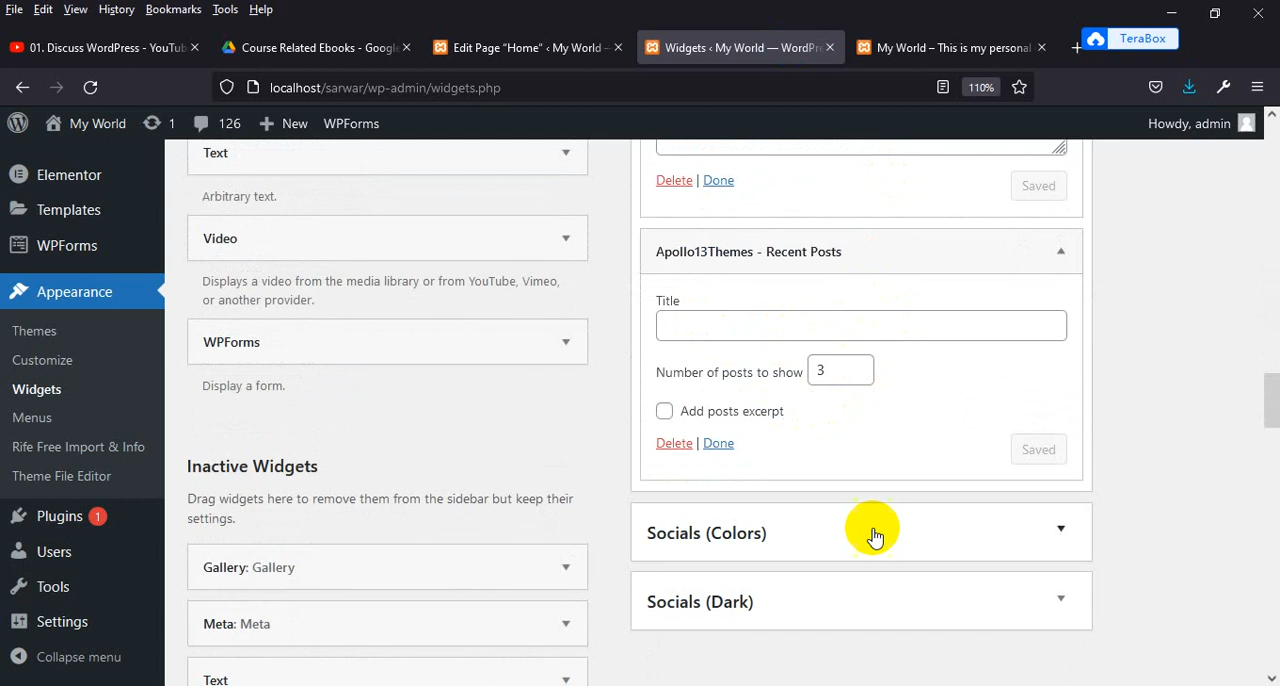 File Edit View History Bookmarks Tools Help
01. Discuss WordPress - YouTub
Course Related Ebooks - Google
Edit Page "Home" ‹ My World —
Widgets ‹ My World — WordPre
My World – This is my personal
TeraBox
localhost/sarwar/wp-admin/widgets.php
110%
My World 1 126 New WPForms
Howdy, admin
Elementor
Templates
WPForms
Appearance
Themes
Customize
Widgets
Menus
Rife Free Import & Info
Theme File Editor
Plugins 1
Users
Tools
Settings
Collapse menu
Text
Arbitrary text.
Video
Displays a video from the media library or from YouTube, Vimeo,
or another provider.
WPForms
Display a form.
Inactive Widgets
Drag widgets here to remove them from the sidebar but keep their
settings.
Gallery: Gallery
Meta: Meta
Text
Delete | Done
Saved
Apollo13Themes - Recent Posts
Title
Number of posts to show 3
Add posts excerpt
Delete | Done
Saved
Socials (Colors)
Socials (Dark)